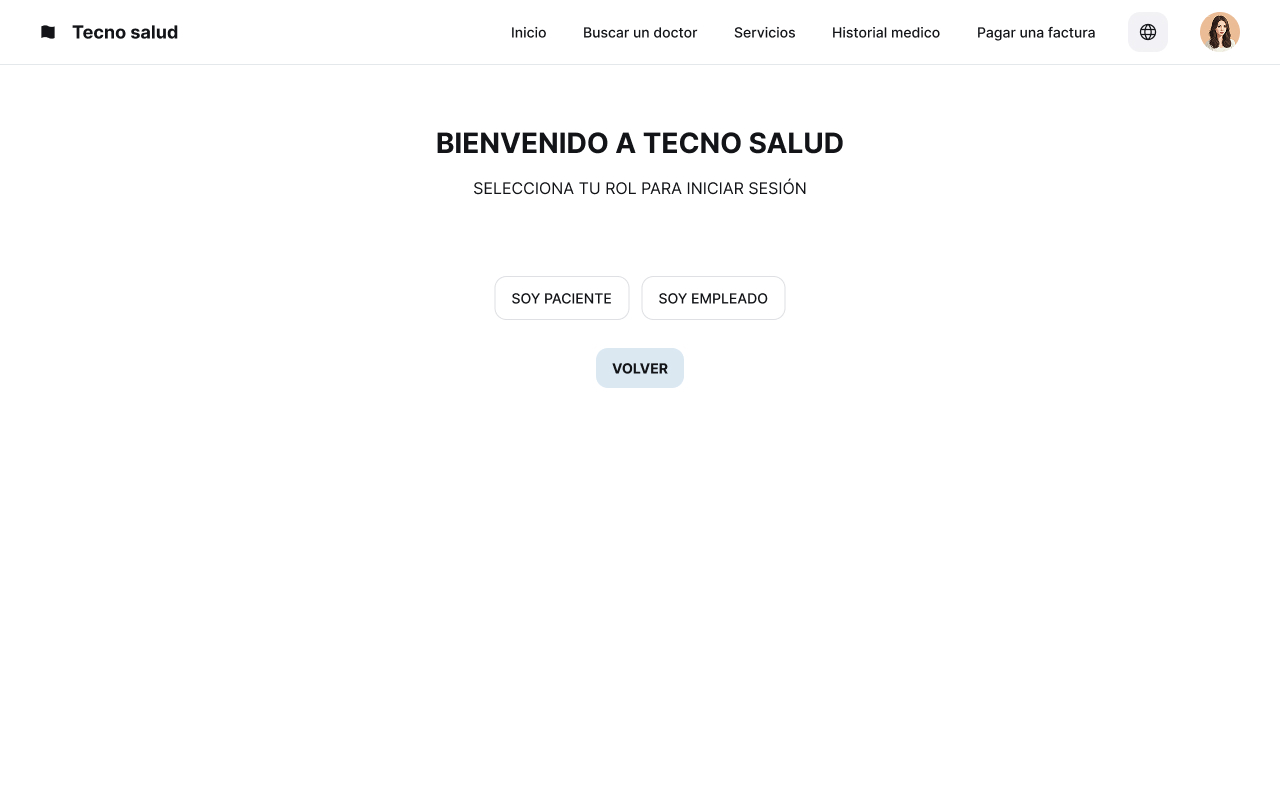 Tecno salud
Inicio
Buscar un doctor
Servicios
Historial medico
Pagar una factura
BIENVENIDO A TECNO SALUD
SELECCIONA TU ROL PARA INICIAR SESIÓN
SOY PACIENTE
SOY EMPLEADO
VOLVER